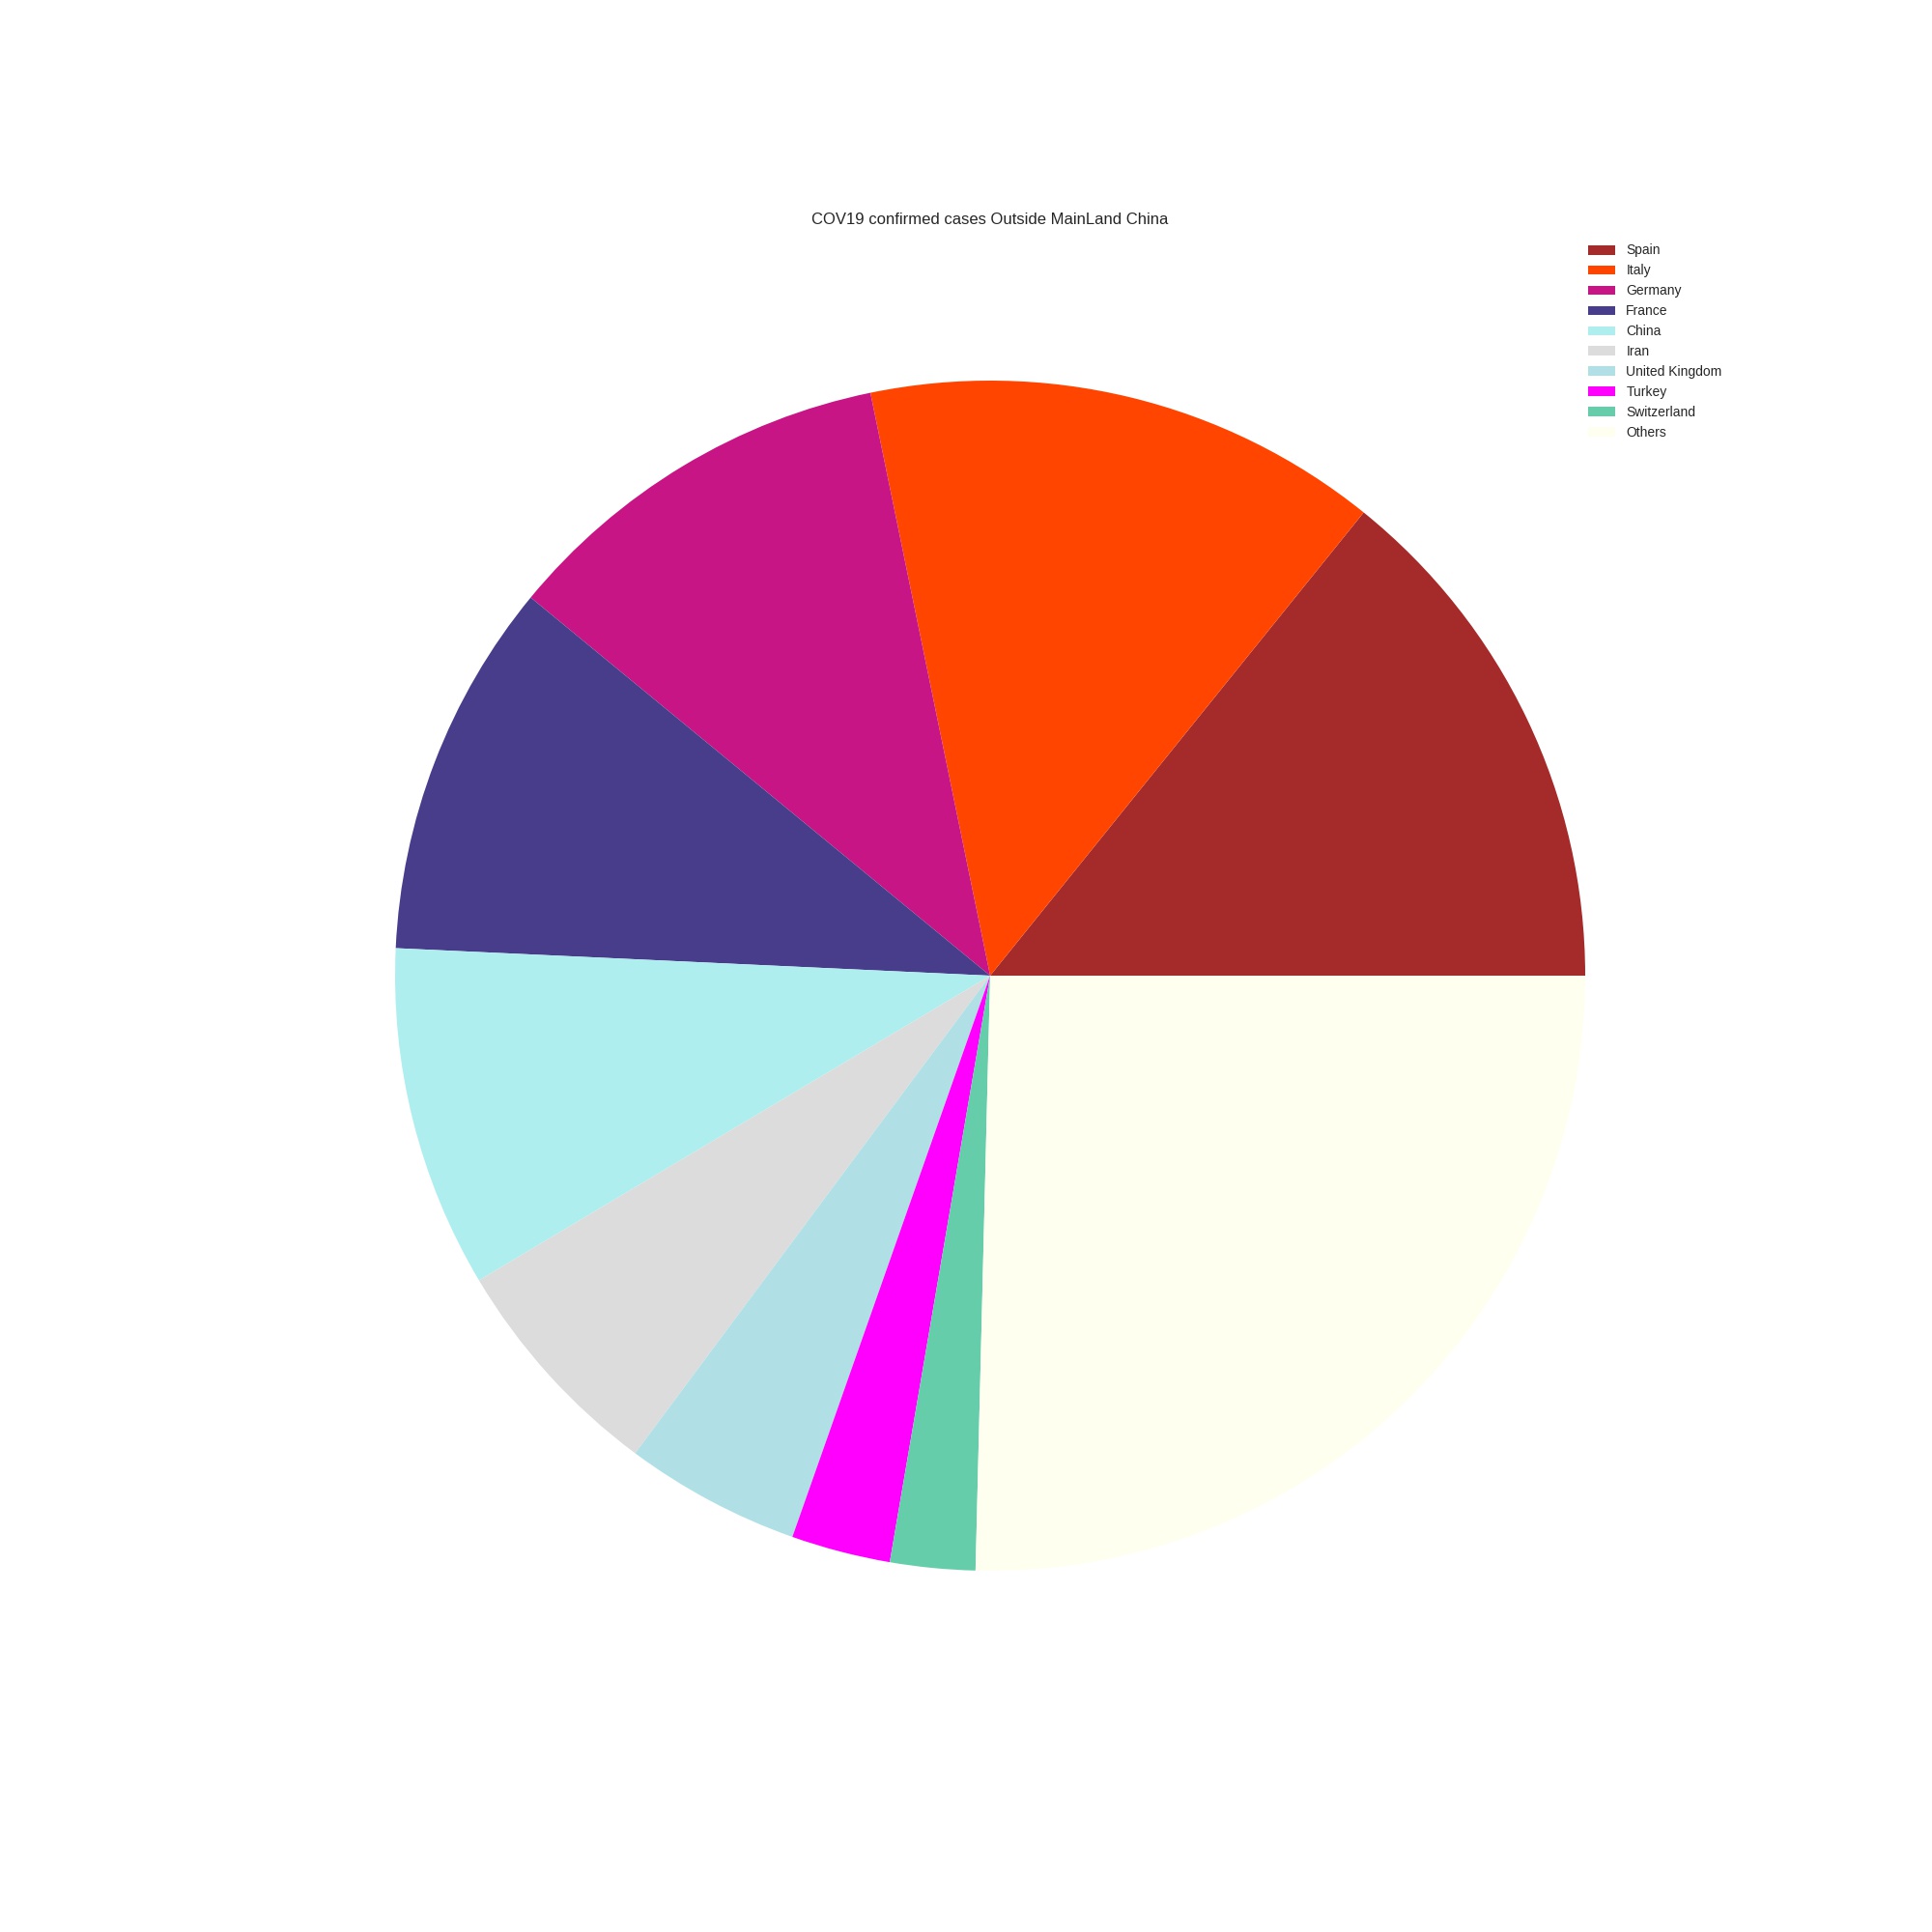 COV19 confirmed cases Outside MainLand China
Spain
Italy
Germany
France
China
Iran
United Kingdom
Turkey
Switzerland
Others